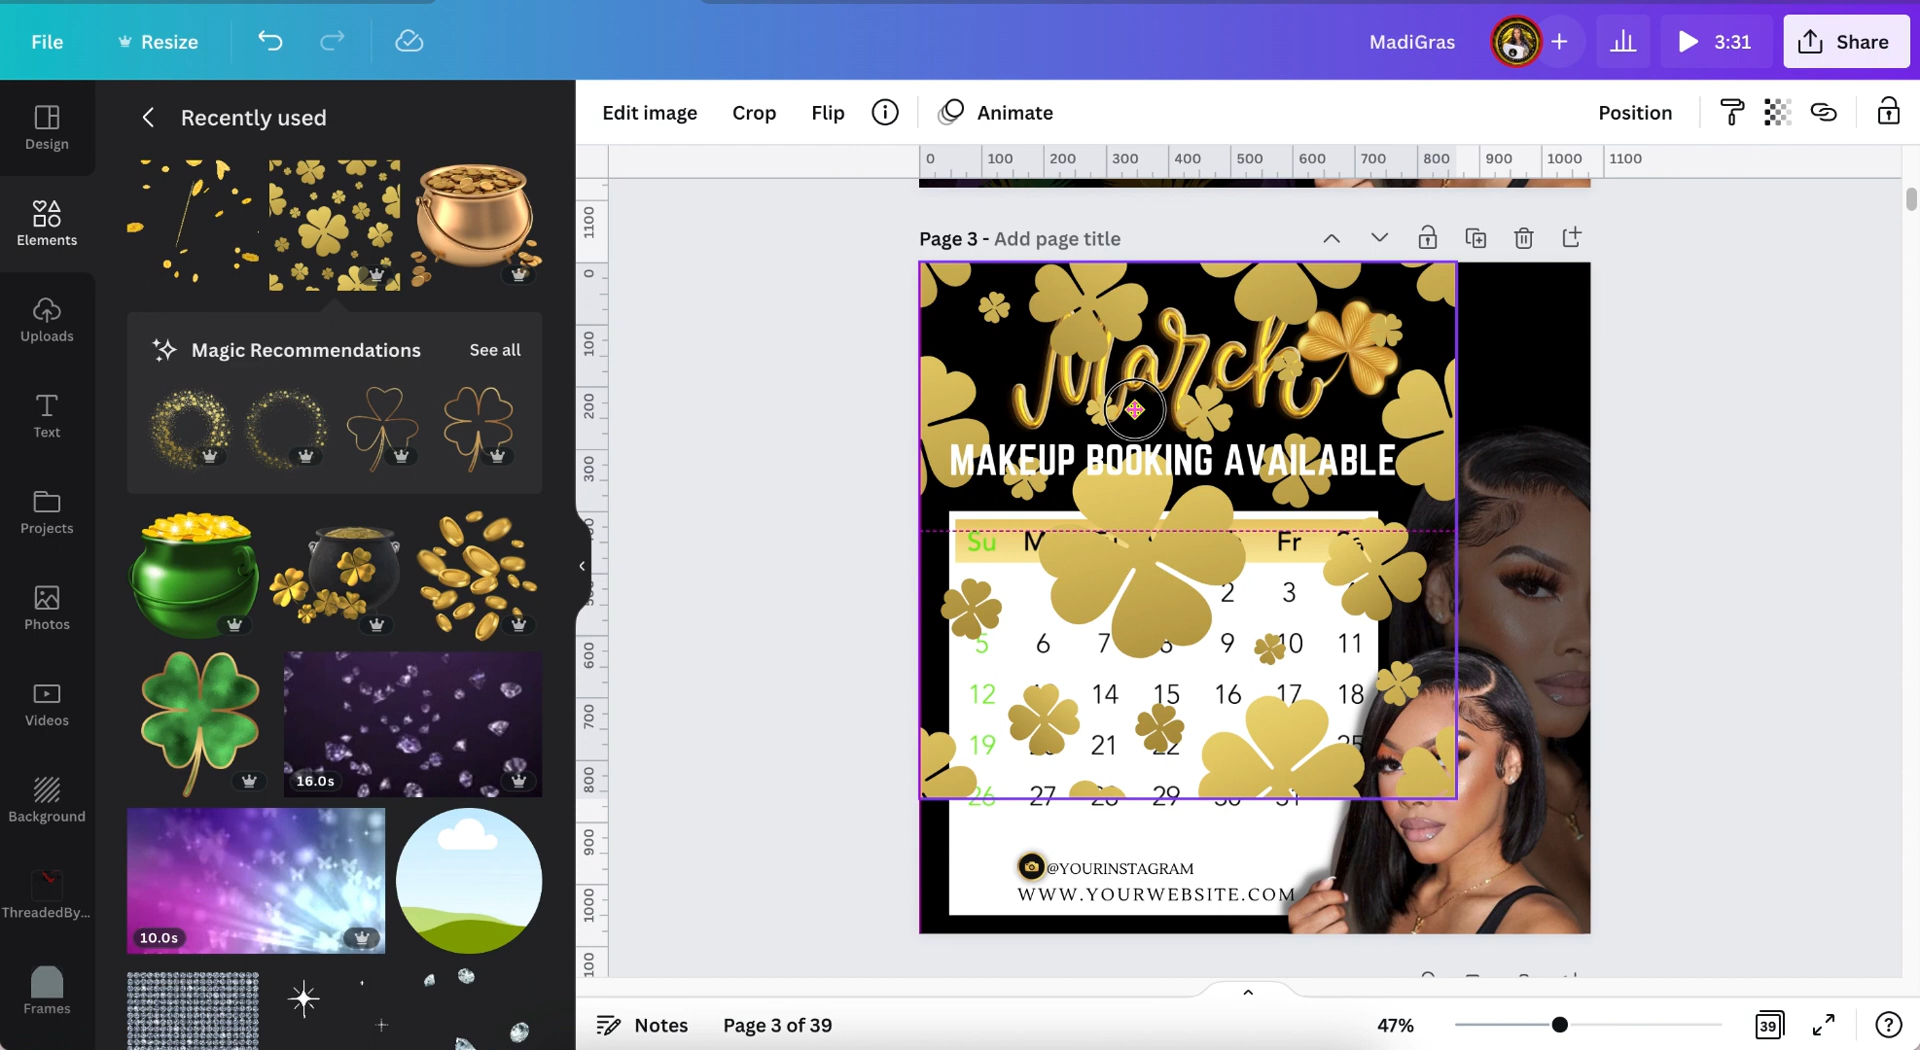 File
Resize
MadiGras
3:31
Share
Design
Elements
Uploads
Text
Projects
Photos
Videos
Background
ThreadedBy...
Frames
Recently used
Magic Recommendations
See all
16.0s
10.0s
Edit image
Crop
Flip
Animate
Position
0 100 200 300 400 500 600 700 800 900 1000 1100
1100
0
100
200
300
600
700
800
900
1000
100
Page 3 - Add page title
March
MAKEUP BOOKING AVAILABLE
Su M Fr
2 3
5 6 7 8 9 10 11
12 14 15 16 17 18
19 21 22 25
26 27 28 29 30 31
@YOURINSTAGRAM
WWW.YOURWEBSITE.COM
Notes
Page 3 of 39
47%
39